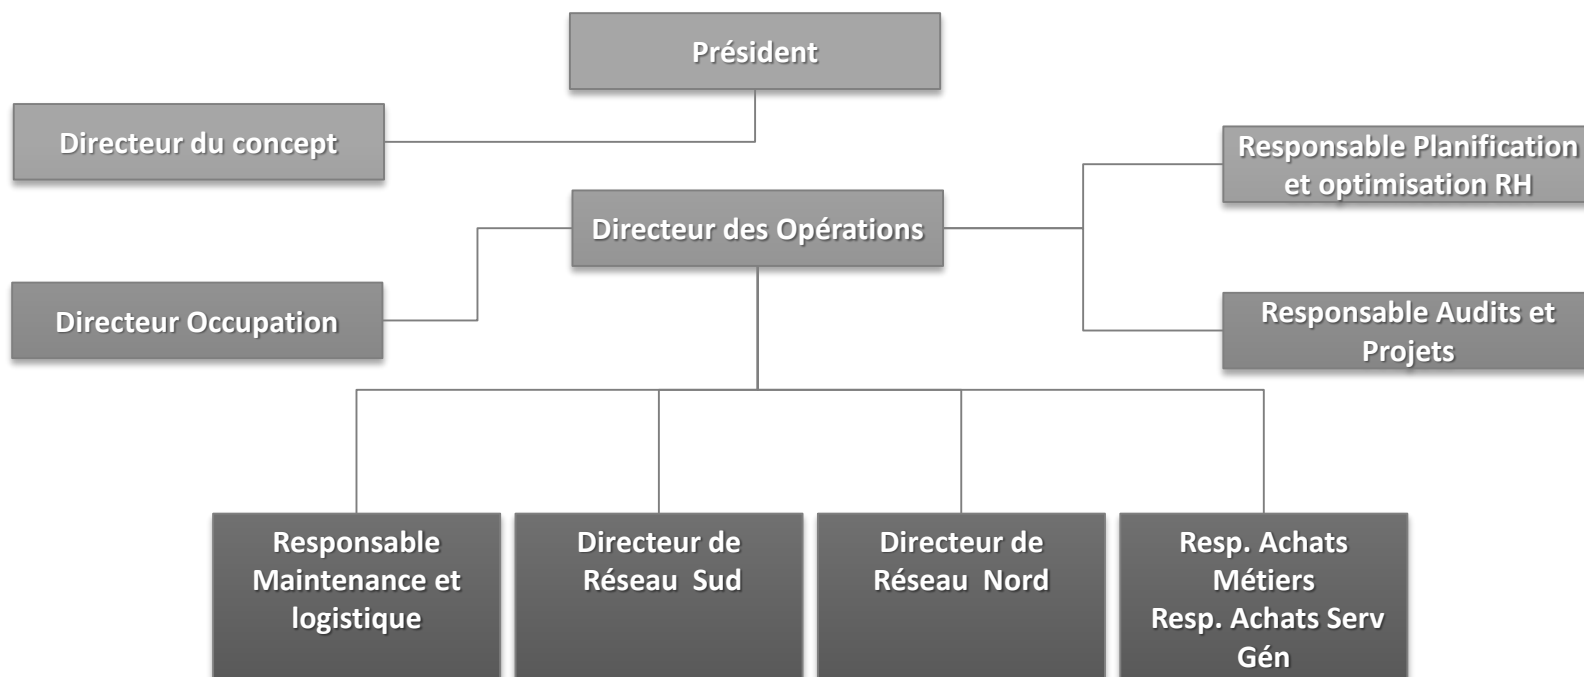 Président
Directeur du concept
Responsable Planification
et optimisation RH
Directeur des Opérations
Directeur Occupation
Responsable Audits et
Projets
Responsable
Maintenance et
logistique
Directeur de
Réseau  Sud
Directeur de
Réseau  Nord
Resp. Achats
Métiers
Resp. Achats Serv
Gén